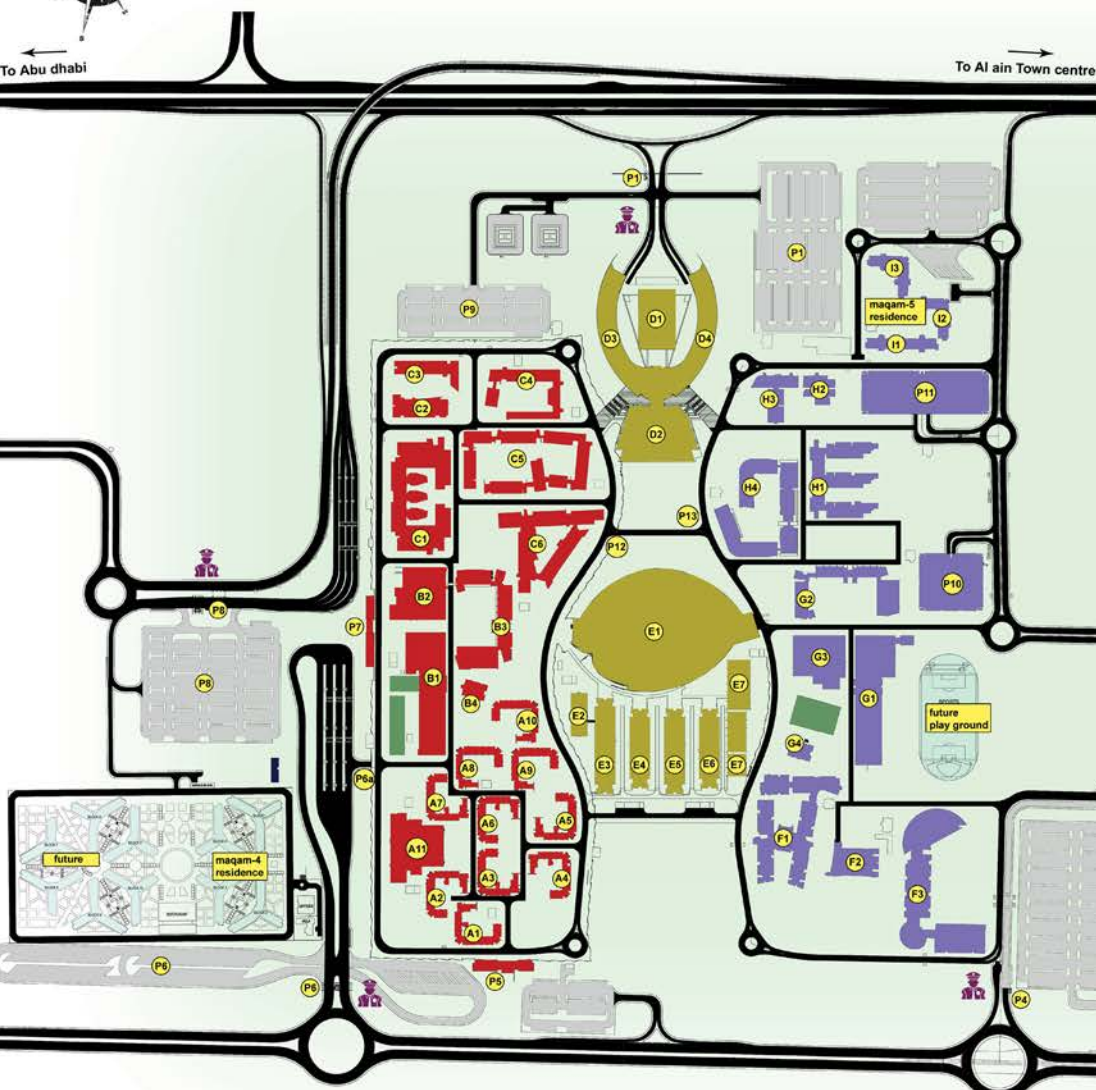 To Abu dhabi
To Al ain Town centre
P1
P1
I3
maqam-5
residence
I2
I1
P9
D1
D3
D4
C3
C4
C2
H3
H2
P11
D2
C5
H4
H1
C1
P13
C6
P12
P8
P10
B2
G2
P7
B3
E1
G3
P8
B1
E7
G1
B4
SPORTS
future
play ground
A10
E2
G4
A8
A9
E3
E4
E5
E6
E7
P6a
A7
A6
A5
F1
future
maqam-4
residence
A11
F2
A3
A4
A2
F3
A1
P6
P5
P6
P4